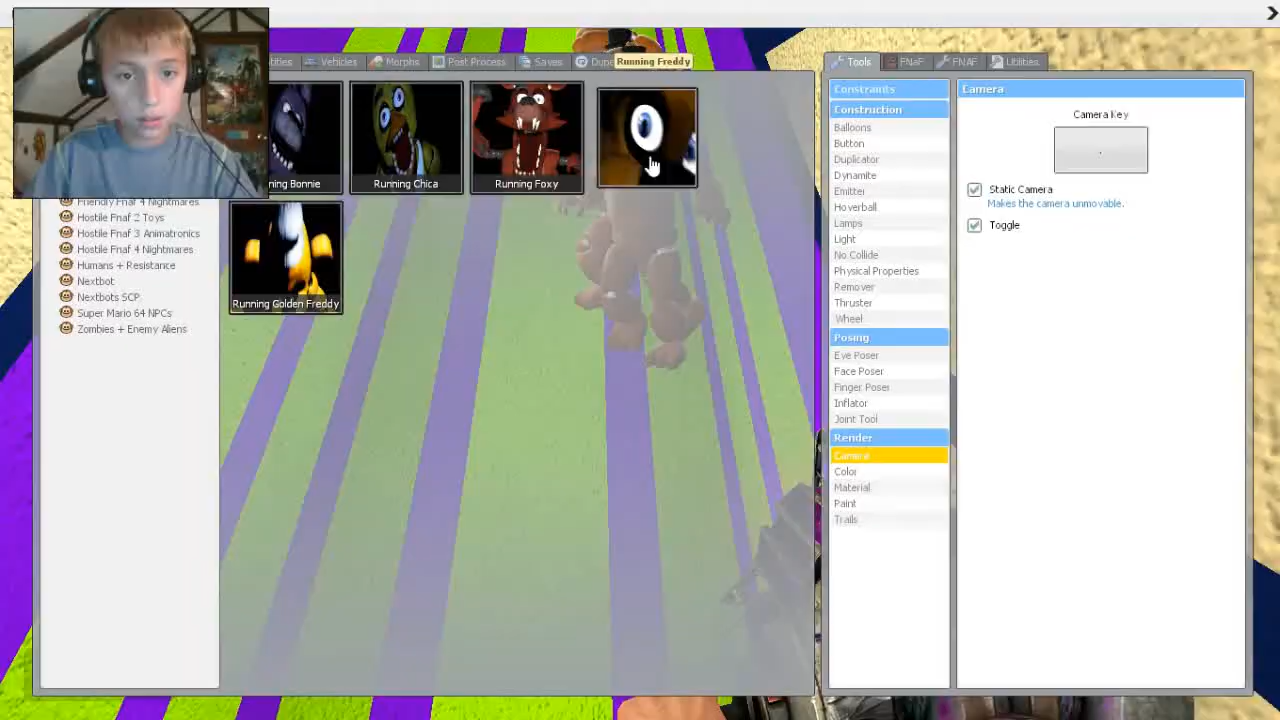 Vehicles
Morphs
Post Process
Saves
Running Freddy
Tools
FNaF
FNAF
Utilities
Running Chica
Running Foxy
Running Golden Freddy
Friendly Fnaf 4 Nightmares
Hostile Fnaf 2 Toys
Hostile Fnaf 3 Animatronics
Hostile Fnaf 4 Nightmares
Humans + Resistance
Nextbot
Nextbots SCP
Super Mario 64 NPCs
Zombies + Enemy Aliens
Constraints
Construction
Balloons
Button
Duplicator
Dynamite
Emitter
Hoverball
Lamps
Light
No Collide
Physical Properties
Remover
Thruster
Wheel
Posing
Eye Poser
Face Poser
Finger Poser
Inflator
Joint Tool
Render
Camera
Color
Material
Paint
Trails
Camera
Camera Key
Static Camera
Makes the camera unmovable.
Toggle